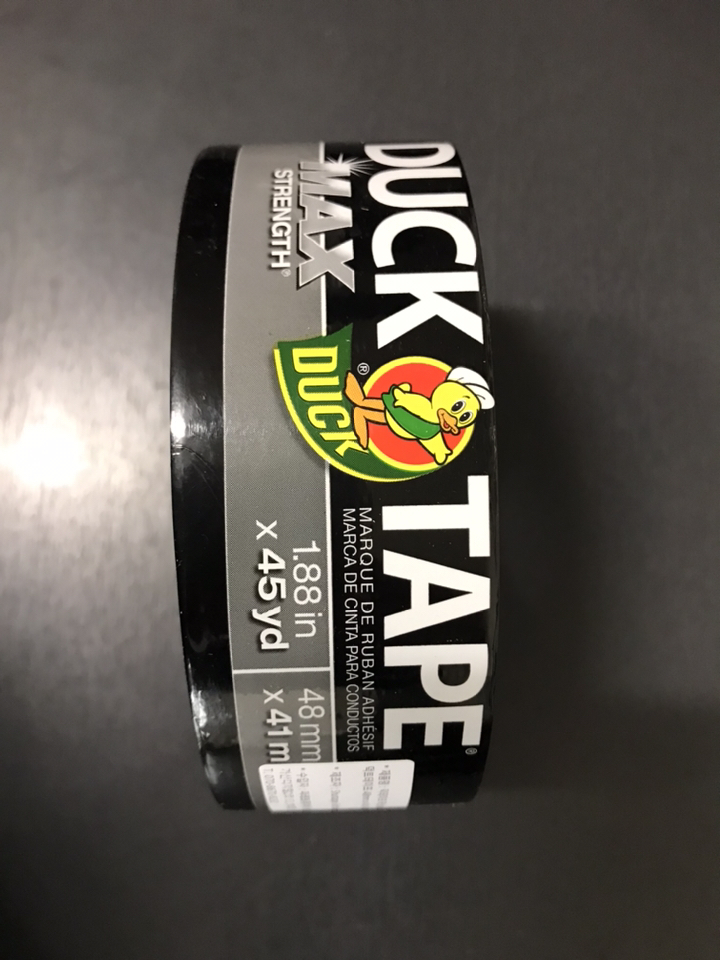 DUCK TAPE®
MARQUE DE RUBAN ADHÉSIF
MARCA DE CINTA PARA CONDUCTOS
DUCK®
MAX
STRENGTH®
1.88 in
x 45 yd
48 mm
x 41 m